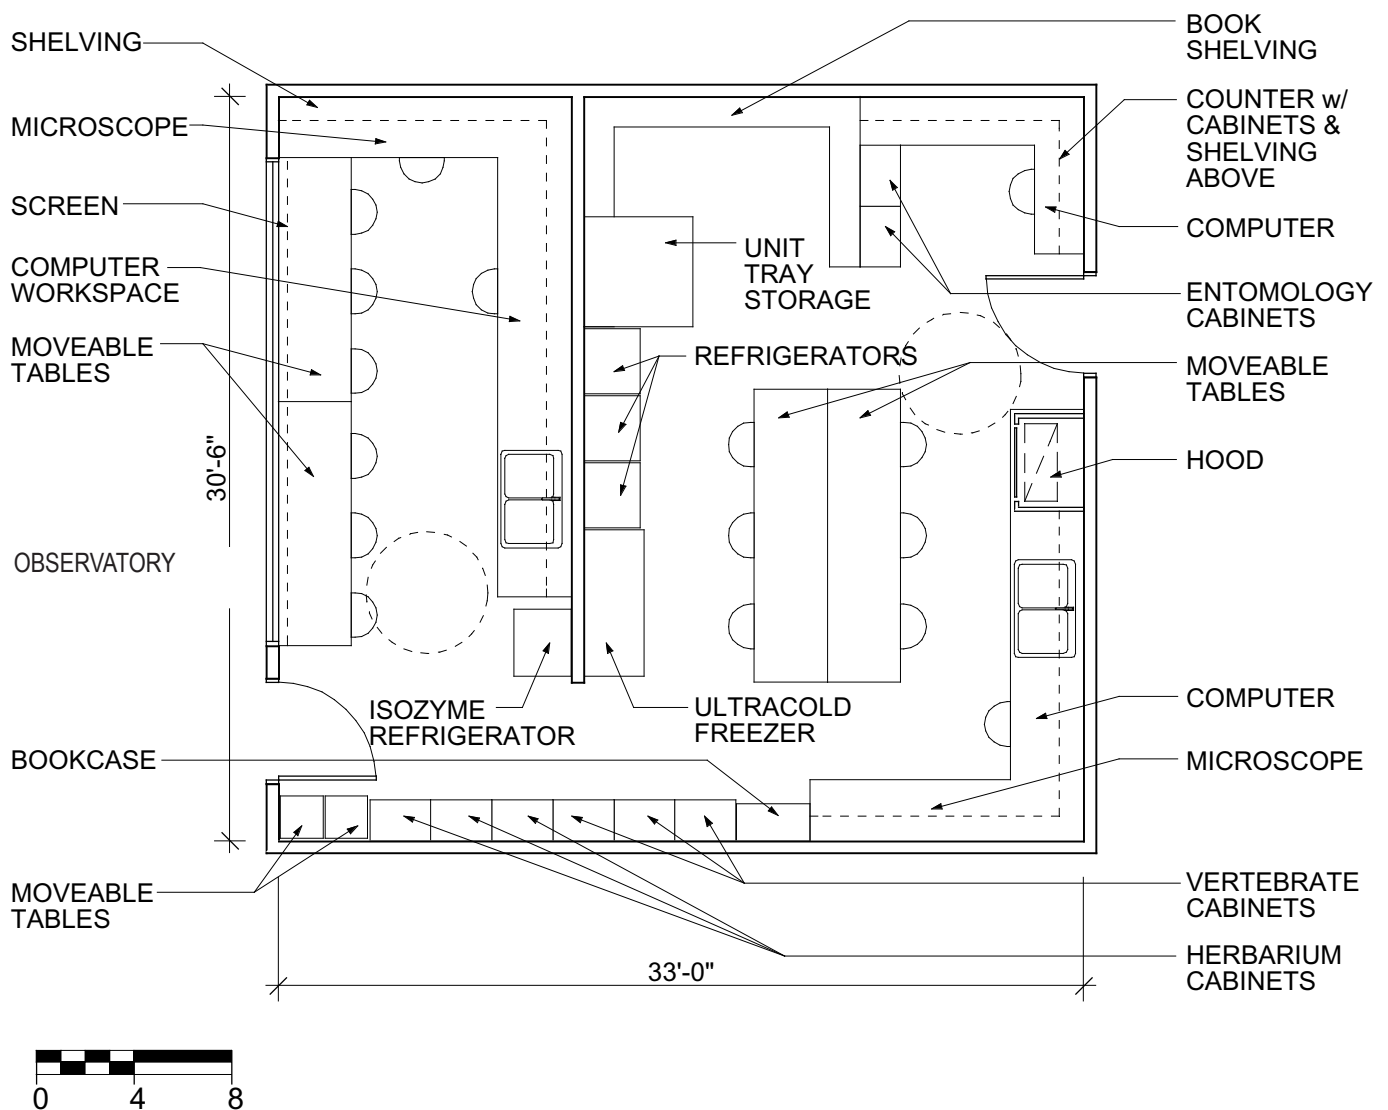 SHELVING
MICROSCOPE
SCREEN
COMPUTER
WORKSPACE
MOVEABLE
TABLES
30'-6"
OBSERVATORY
BOOKCASE
MOVEABLE
TABLES
UNIT
TRAY
STORAGE
REFRIGERATORS
ISOZYME
REFRIGERATOR
ULTRACOLD
FREEZER
BOOK
SHELVING
COUNTER w/
CABINETS &
SHELVING
ABOVE
COMPUTER
ENTOMOLOGY
CABINETS
MOVEABLE
TABLES
HOOD
COMPUTER
MICROSCOPE
VERTEBRATE
CABINETS
HERBARIUM
CABINETS
33'-0"
0 4 8